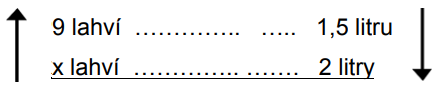 9 lahví ………….. ….. 1,5 litru
x lahví ………….. ……. 2 litry